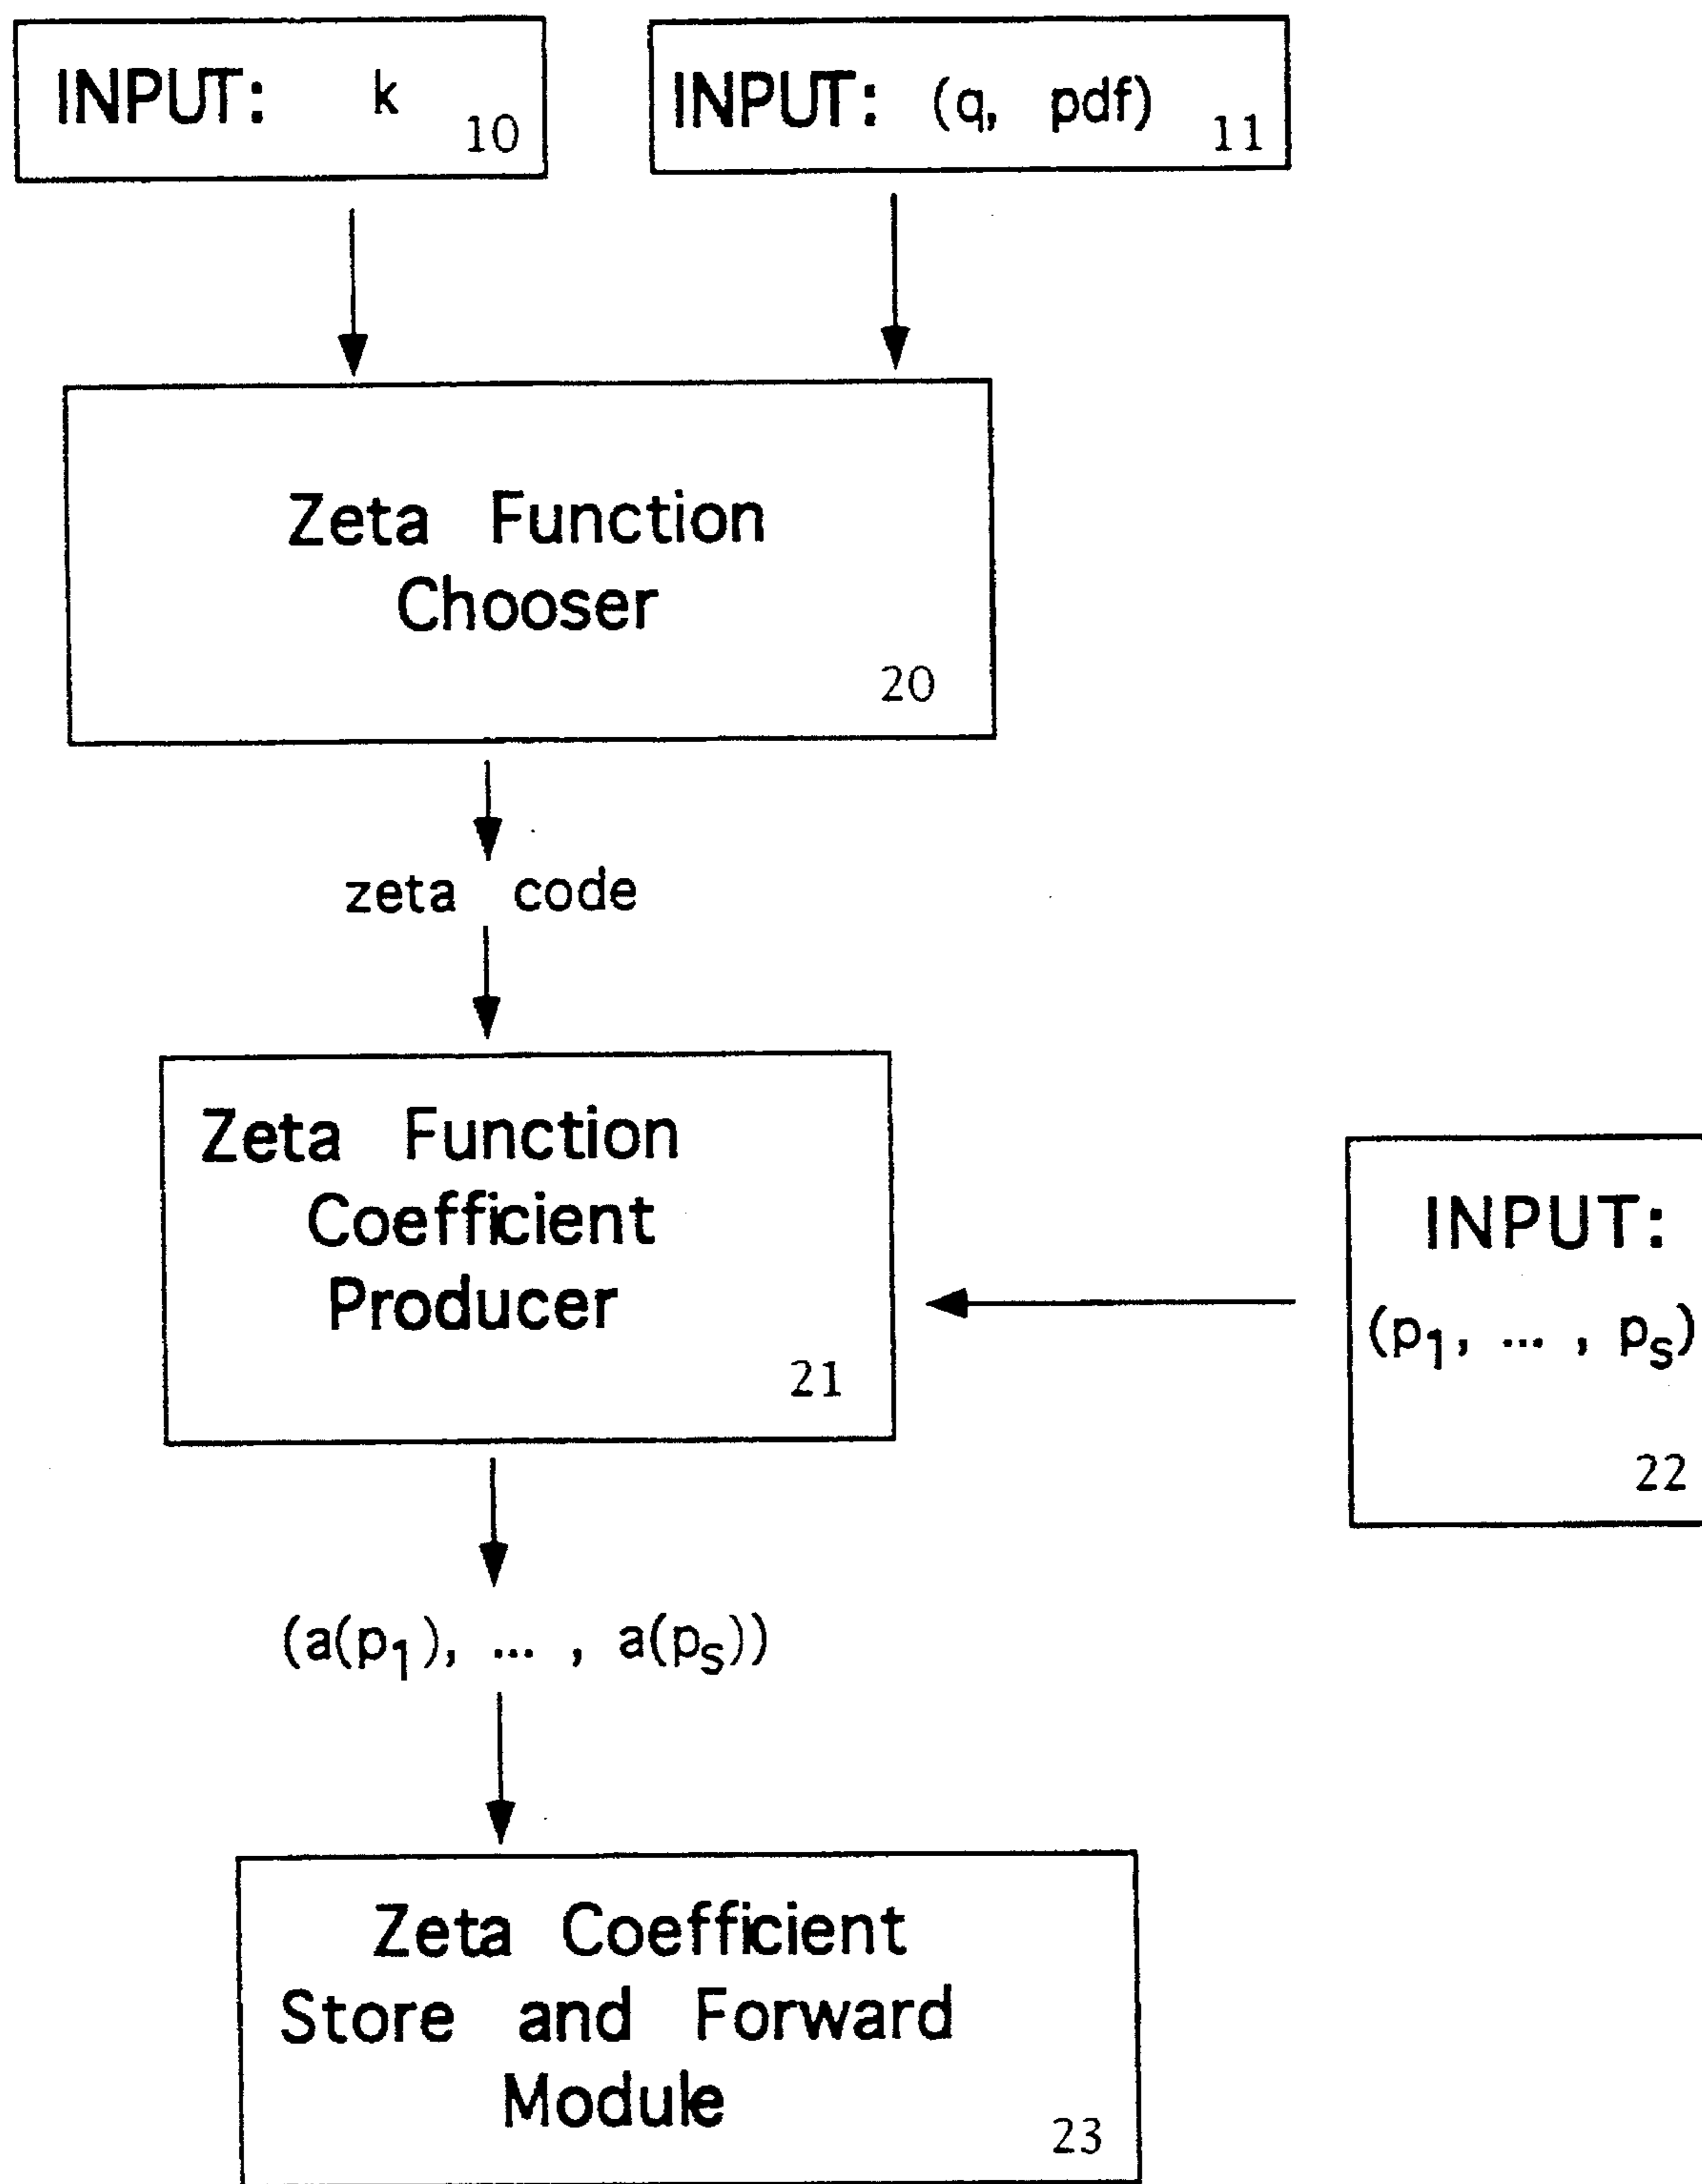 INPUT: k
10
INPUT: (q, pdf)
11
Zeta Function
Chooser
20
zeta code
Zeta Function
Coefficient
Producer
21
INPUT:
(p₁, ... , pₛ)
22
(a(p₁), ... , a(pₛ))
Zeta Coefficient
Store and Forward
Module
23